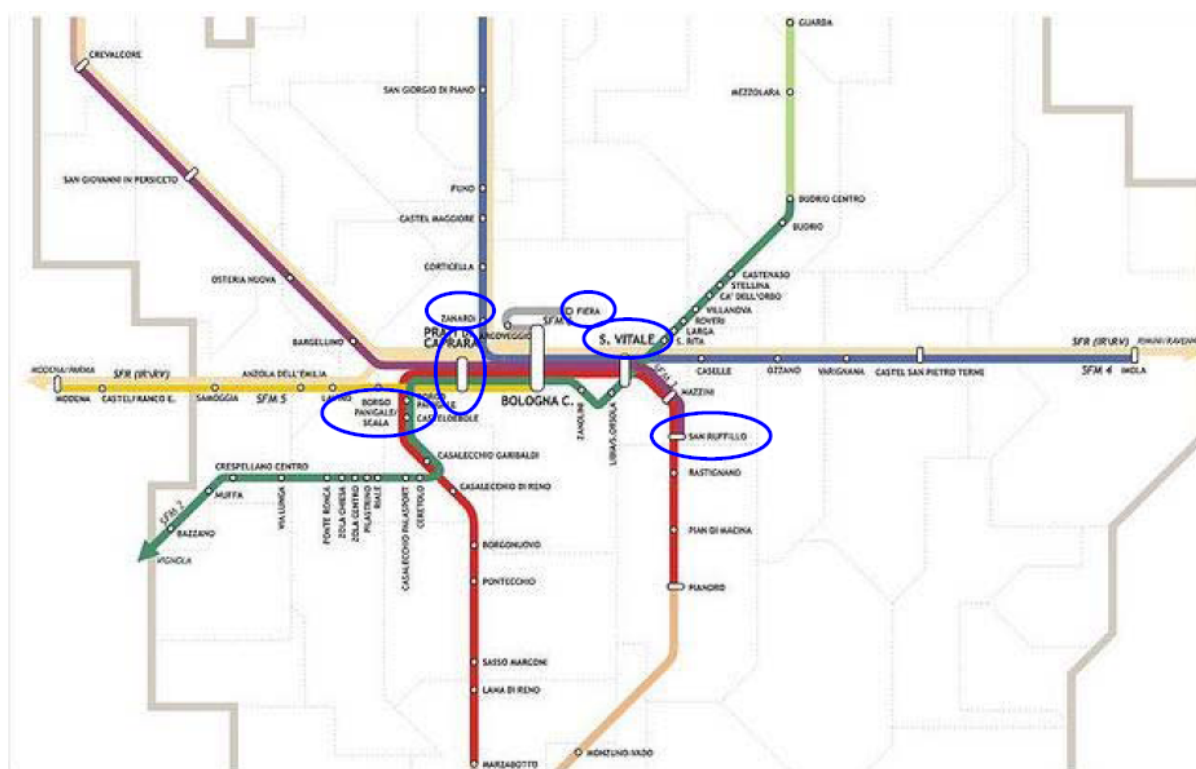 CREVALCORE
GUARDA
SAN GIORGIO DI PIANO
MEZZOLARA
SAN GIOVANNI IN PERSICETO
FUNO
BUDRIO CENTRO
CASTEL MAGGIORE
BUDRIO
OSTERIA NUOVA
CORTICELLA
CASTENASO
STELLINA
CA' DELL'ORBO
VILLANOVA
ROVERI
LARGA
S. RITA
ZANARDI
FIERA
SFM
PRATI DI
CAPRARA
S. VITALE
BARGELLINO
MODENA/PARMA
SFR (IR\RV)
ANZOLA DELL'EMILIA
MODENA
CASTELFRANCO E.
SAMOGGIA
SFM 5
LAVINO
BORGO
PANIGALE/
SCALA
BORGO
PANIGALE
CASTELDEBOLE
BOLOGNA C.
ZANOLINI
LIBIA/S.ORSOLA
MAZZINI
CASELLE
OZZANO
VARIGNANA
CASTEL SAN PIETRO TERME
SFR (IR\RV)
RIMINI/RAVENNA
SFM 4
IMOLA
SAN RUFFILLO
RASTIGNANO
PIAN DI MACINA
PIANORO
MONZUNO-VADO
CASALECCHIO GARIBALDI
CASALECCHIO DI RENO
CRESPELLANO CENTRO
MUFFA
SFM 2
BAZZANO
VIGNOLA
VIA LUNGA
PONTE RONCA
ZOLA CHIESA
ZOLA CENTRO
PILASTRINO
RIALE
CASALECCHIO PALASPORT
CERETOLO
BORGONUOVO
PONTECCHIO
SASSO MARCONI
LAMA DI RENO
MARZABOTTO